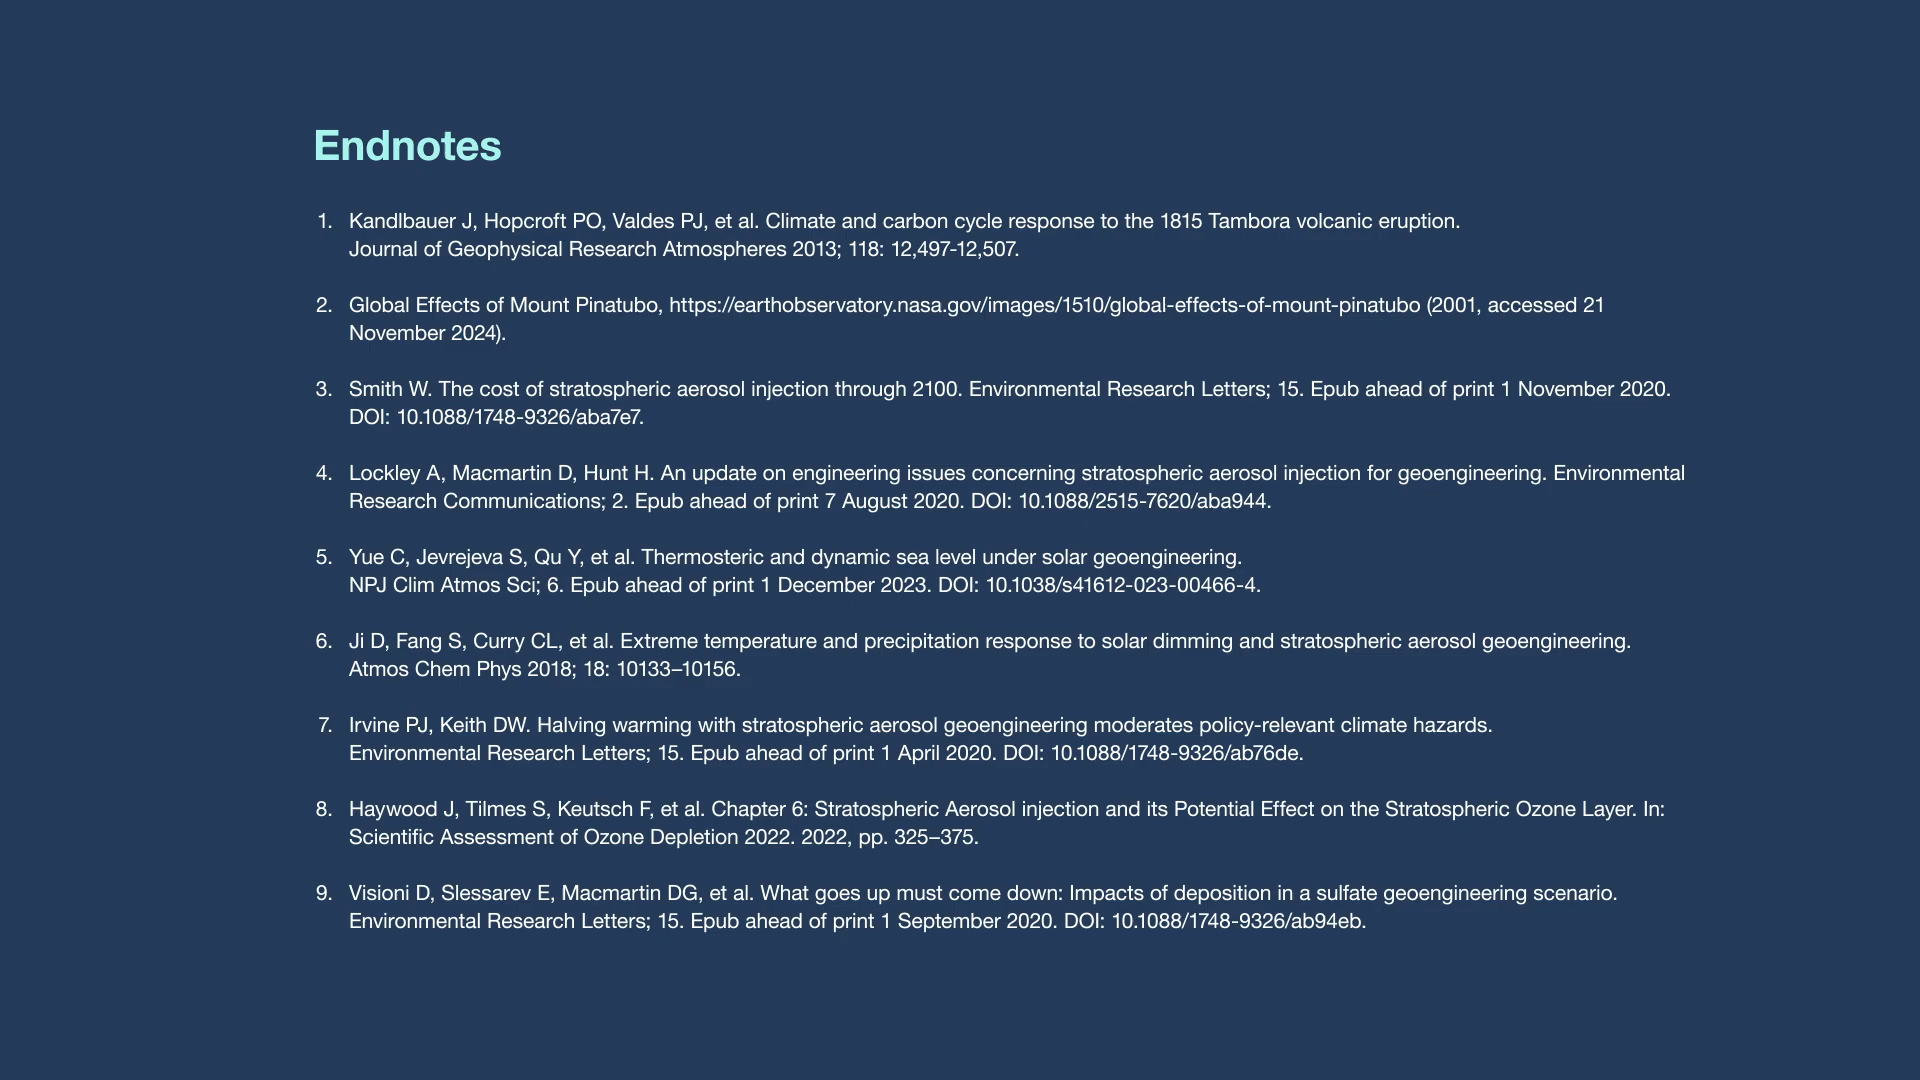 Endnotes
1. Kandlbauer J, Hopcroft PO, Valdes PJ, et al. Climate and carbon cycle response to the 1815 Tambora volcanic eruption.
Journal of Geophysical Research Atmospheres 2013; 118: 12,497-12,507.
2. Global Effects of Mount Pinatubo, https://earthobservatory.nasa.gov/images/1510/global-effects-of-mount-pinatubo (2001, accessed 21
November 2024).
3. Smith W. The cost of stratospheric aerosol injection through 2100. Environmental Research Letters; 15. Epub ahead of print 1 November 2020.
DOI: 10.1088/1748-9326/aba7e7.
4. Lockley A, Macmartin D, Hunt H. An update on engineering issues concerning stratospheric aerosol injection for geoengineering. Environmental
Research Communications; 2. Epub ahead of print 7 August 2020. DOI: 10.1088/2515-7620/aba944.
5. Yue C, Jevrejeva S, Qu Y, et al. Thermosteric and dynamic sea level under solar geoengineering.
NPJ Clim Atmos Sci; 6. Epub ahead of print 1 December 2023. DOI: 10.1038/s41612-023-00466-4.
6. Ji D, Fang S, Curry CL, et al. Extreme temperature and precipitation response to solar dimming and stratospheric aerosol geoengineering.
Atmos Chem Phys 2018; 18: 10133–10156.
7. Irvine PJ, Keith DW. Halving warming with stratospheric aerosol geoengineering moderates policy-relevant climate hazards.
Environmental Research Letters; 15. Epub ahead of print 1 April 2020. DOI: 10.1088/1748-9326/ab76de.
8. Haywood J, Tilmes S, Keutsch F, et al. Chapter 6: Stratospheric Aerosol injection and its Potential Effect on the Stratospheric Ozone Layer. In:
Scientific Assessment of Ozone Depletion 2022. 2022, pp. 325–375.
9. Visioni D, Slessarev E, Macmartin DG, et al. What goes up must come down: Impacts of deposition in a sulfate geoengineering scenario.
Environmental Research Letters; 15. Epub ahead of print 1 September 2020. DOI: 10.1088/1748-9326/ab94eb.